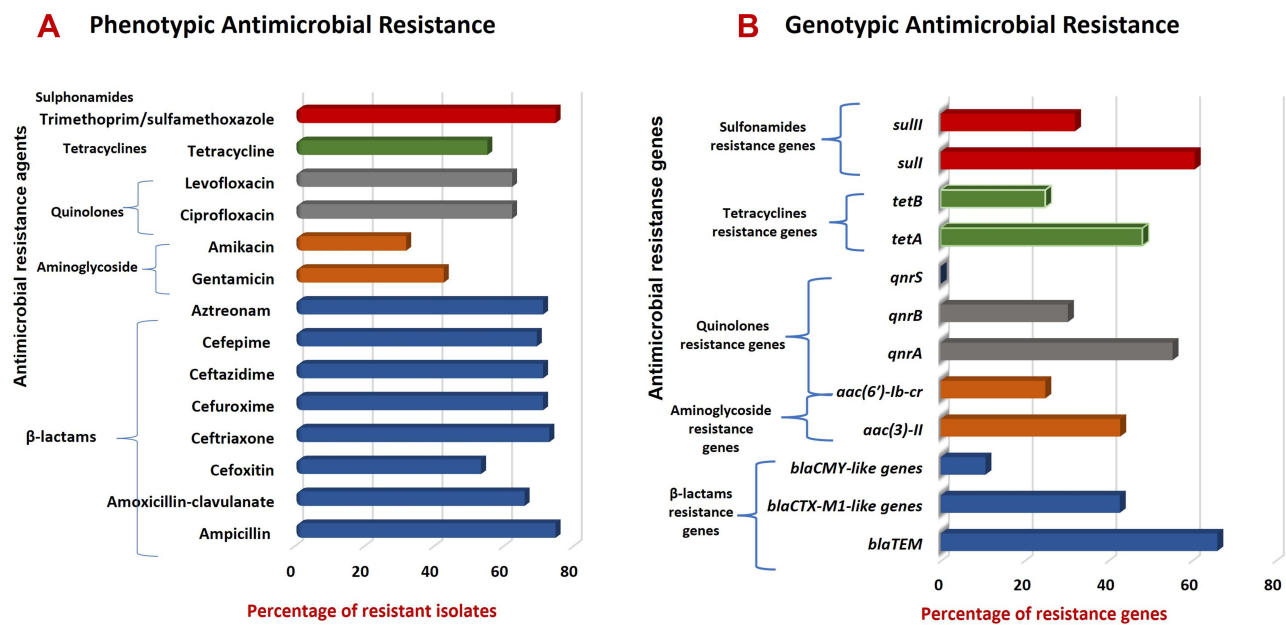 A Phenotypic Antimicrobial Resistance
Antimicrobial resistance agents
Sulphonamides
Trimethoprim/sulfamethoxazole
Tetracyclines
Tetracycline
Levofloxacin
Quinolones
Ciprofloxacin
Amikacin
Aminoglycoside
Gentamicin
Aztreonam
Cefepime
Ceftazidime
Cefuroxime
β-lactams
Ceftriaxone
Cefoxitin
Amoxicillin-clavulanate
Ampicillin
0 20 40 60 80
Percentage of resistant isolates
B Genotypic Antimicrobial Resistance
Antimicrobial resistanse genes
Sulfonamides
resistance genes
sulII
sulI
Tetracyclines
resistance genes
tetB
tetA
qnrS
Quinolones
resistance genes
qnrB
qnrA
aac(6’)-Ib-cr
Aminoglycoside
resistance
genes
aac(3)-II
blaCMY-like genes
β-lactams
resistance
genes
blaCTX-M1-like genes
blaTEM
0 20 40 60 80
Percentage of resistance genes